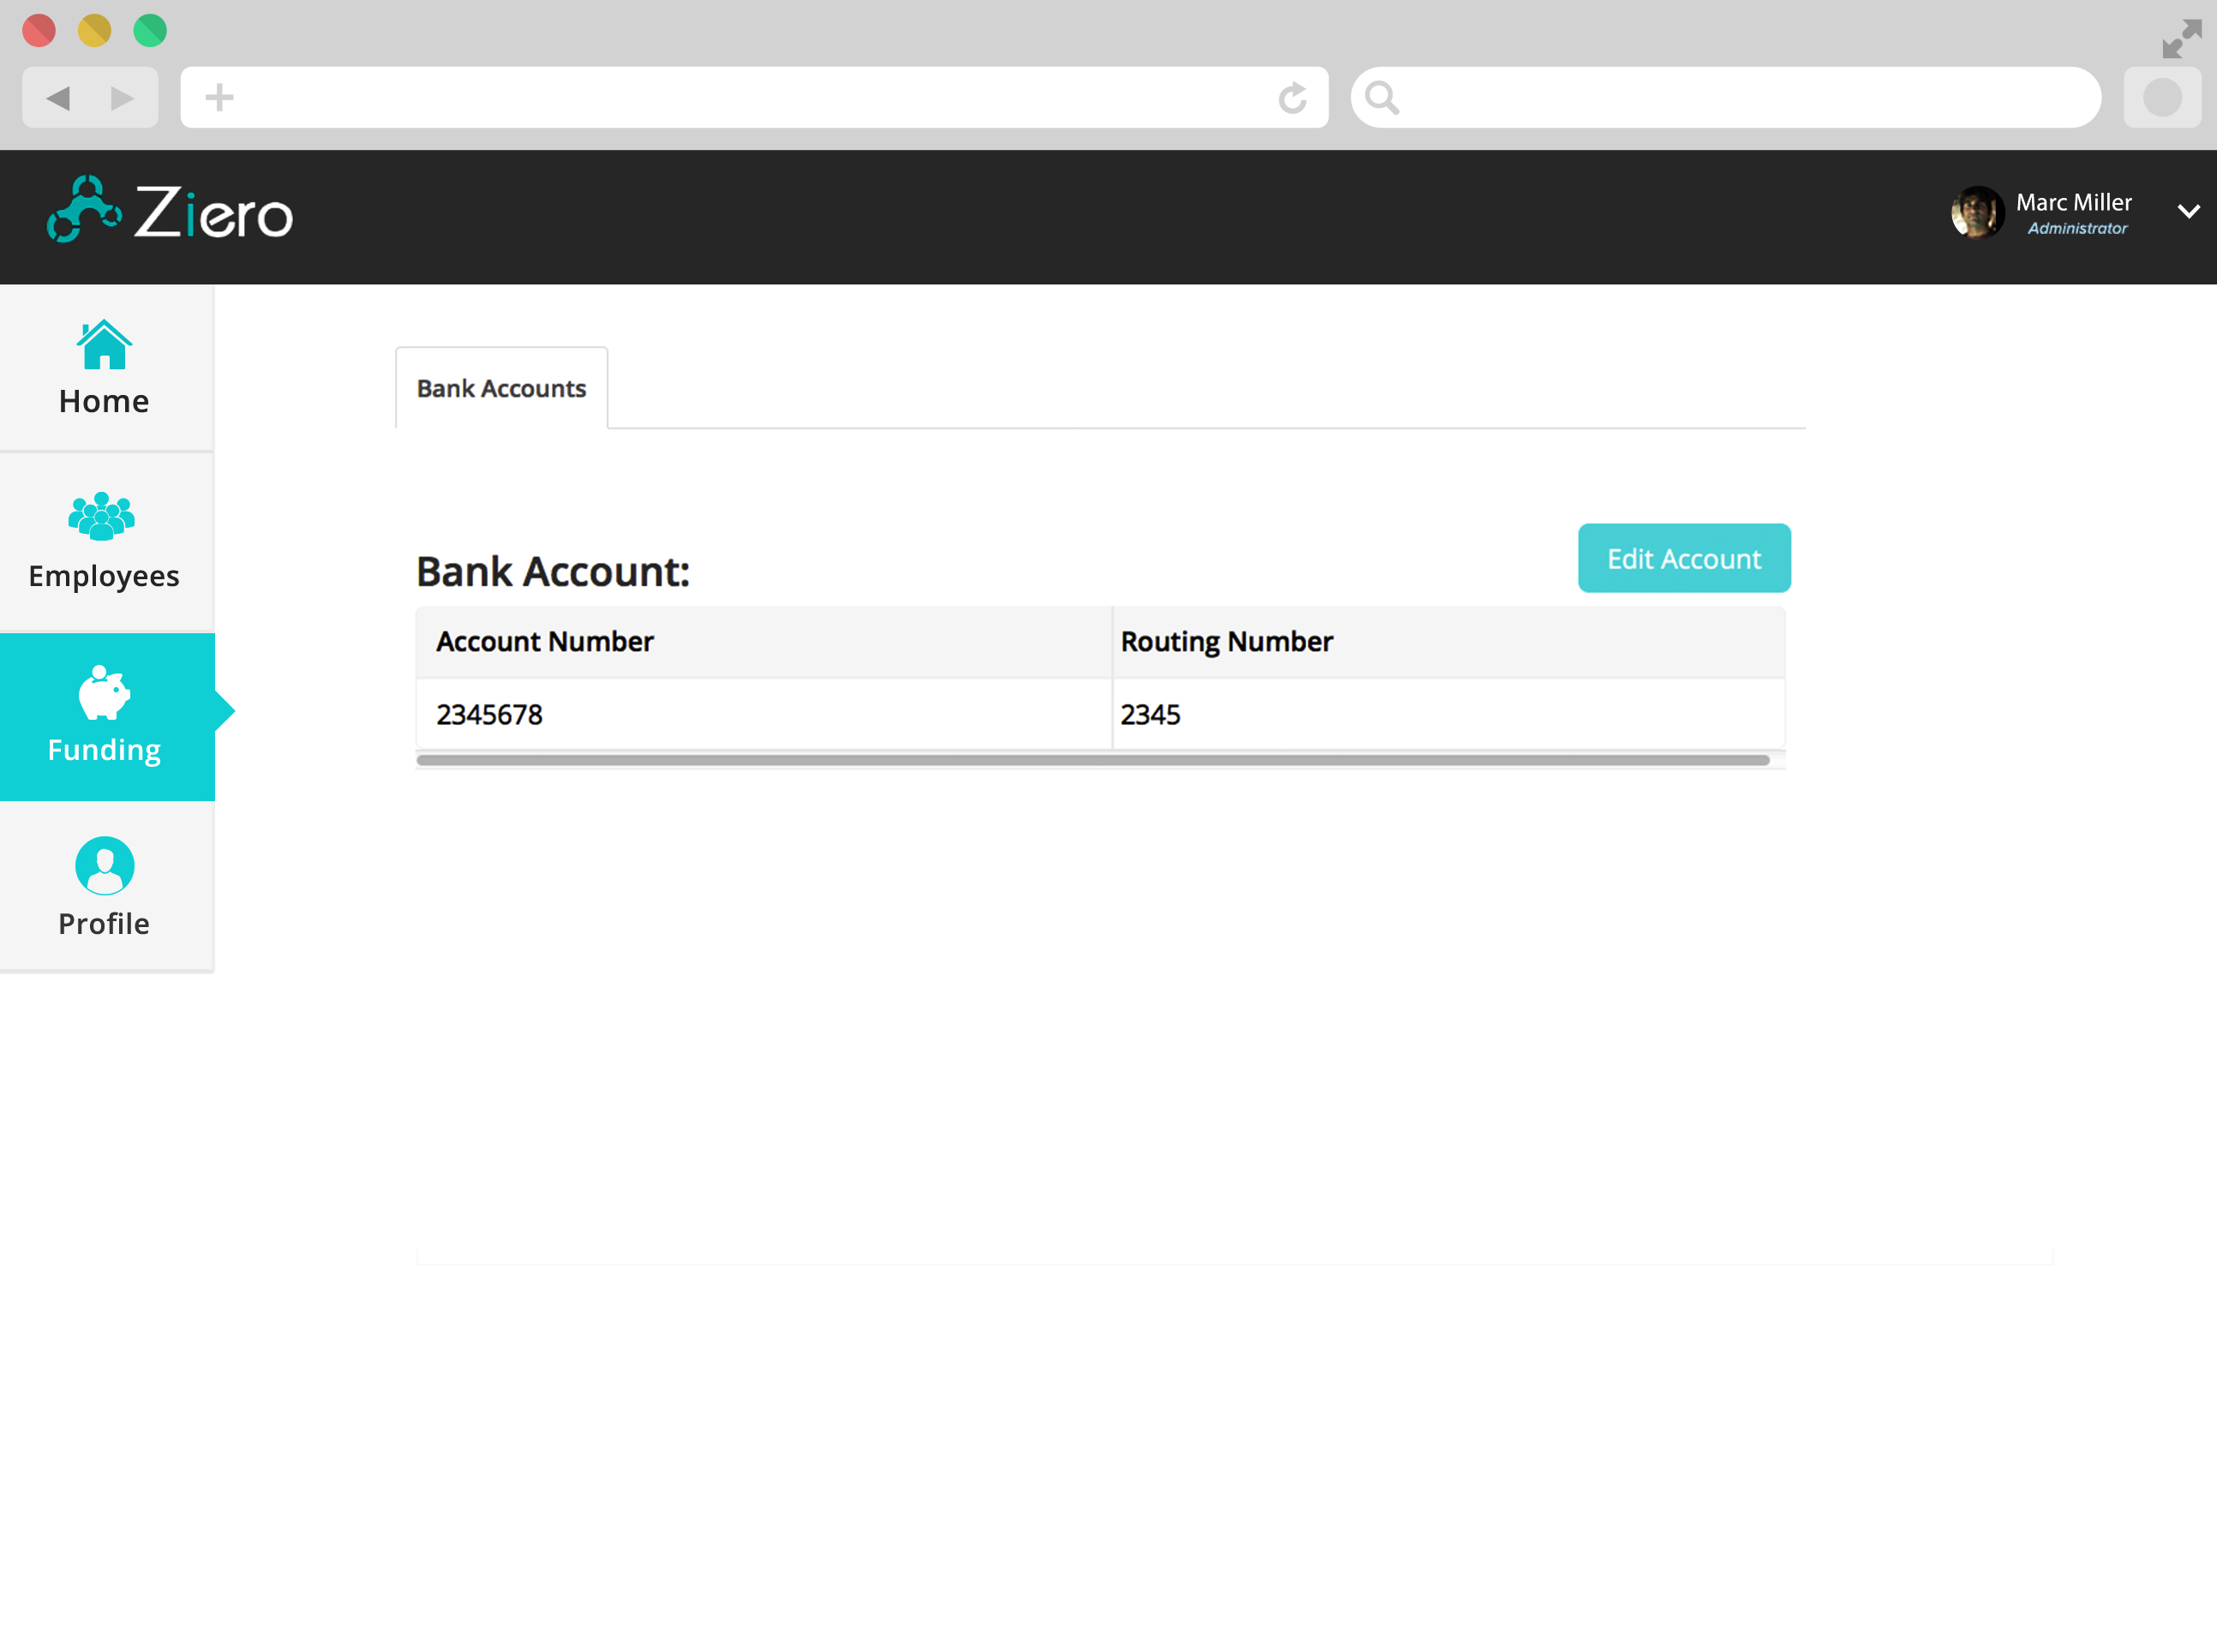 Ziero
Marc Miller
Administrator
Home
Employees
Funding
Profile
Bank Accounts
Bank Account:
Edit Account
Account Number Routing Number
2345678 2345